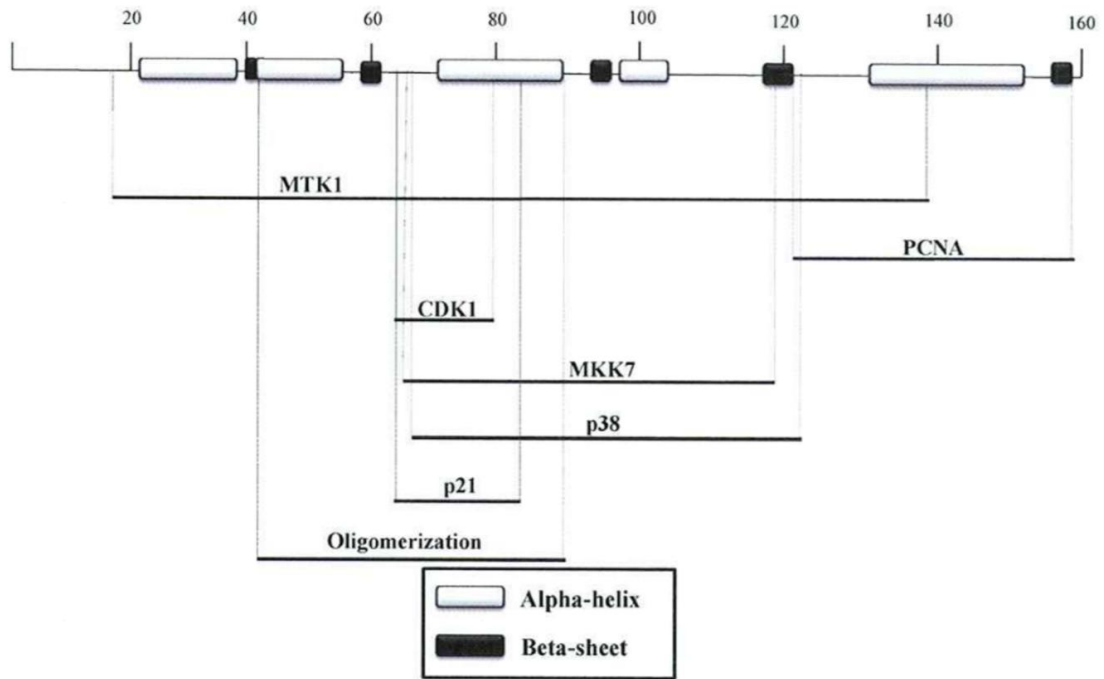 20 40 60 80 100 120 140 160
MTK1
PCNA
CDK1
MKK7
p38
p21
Oligomerization
Alpha-helix
Beta-sheet